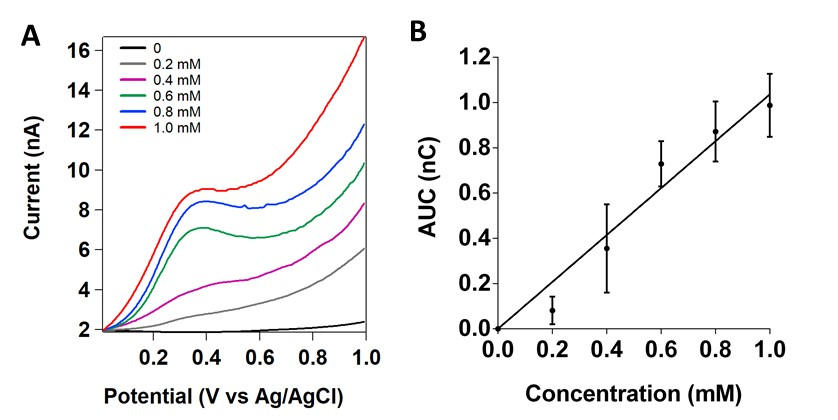 A
Current (nA)
16
14
12
10
8
6
4
2
0
0.2 mM
0.4 mM
0.6 mM
0.8 mM
1.0 mM
0.2 0.4 0.6 0.8 1.0
Potential (V vs Ag/AgCl)
B
AUC (nC)
1.2
1.0
0.8
0.6
0.4
0.2
0.0
0.0 0.2 0.4 0.6 0.8 1.0
Concentration (mM)